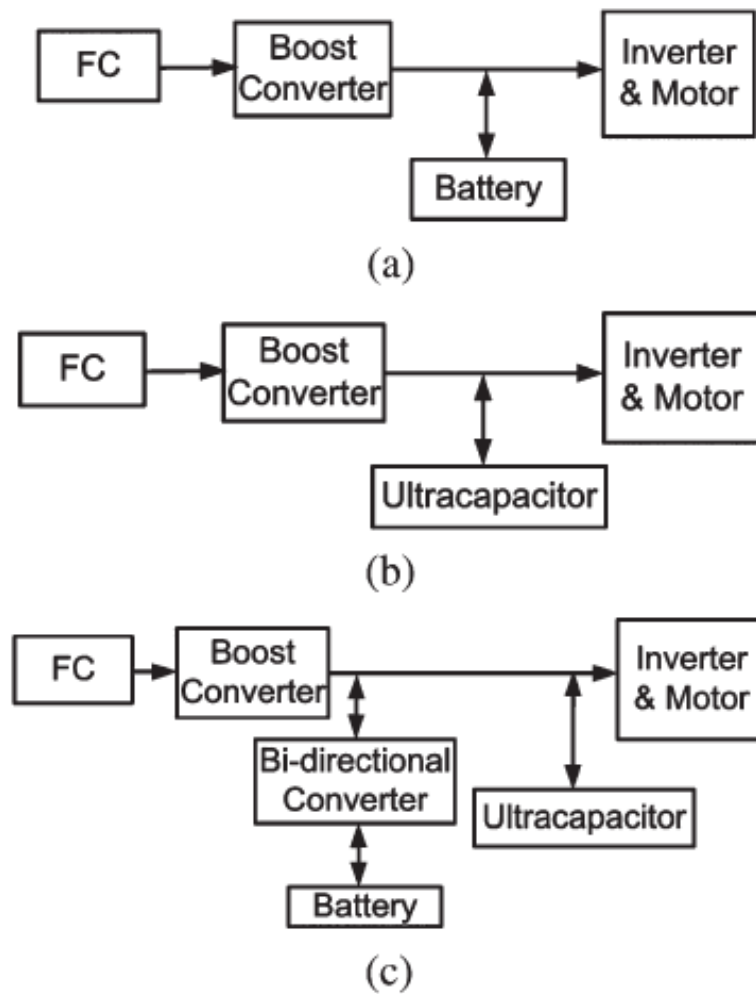 FC
Boost
Converter
Inverter
& Motor
Battery
(a)
FC
Boost
Converter
Inverter
& Motor
Ultracapacitor
(b)
FC
Boost
Converter
Inverter
& Motor
Bi-directional
Converter
Ultracapacitor
Battery
(c)